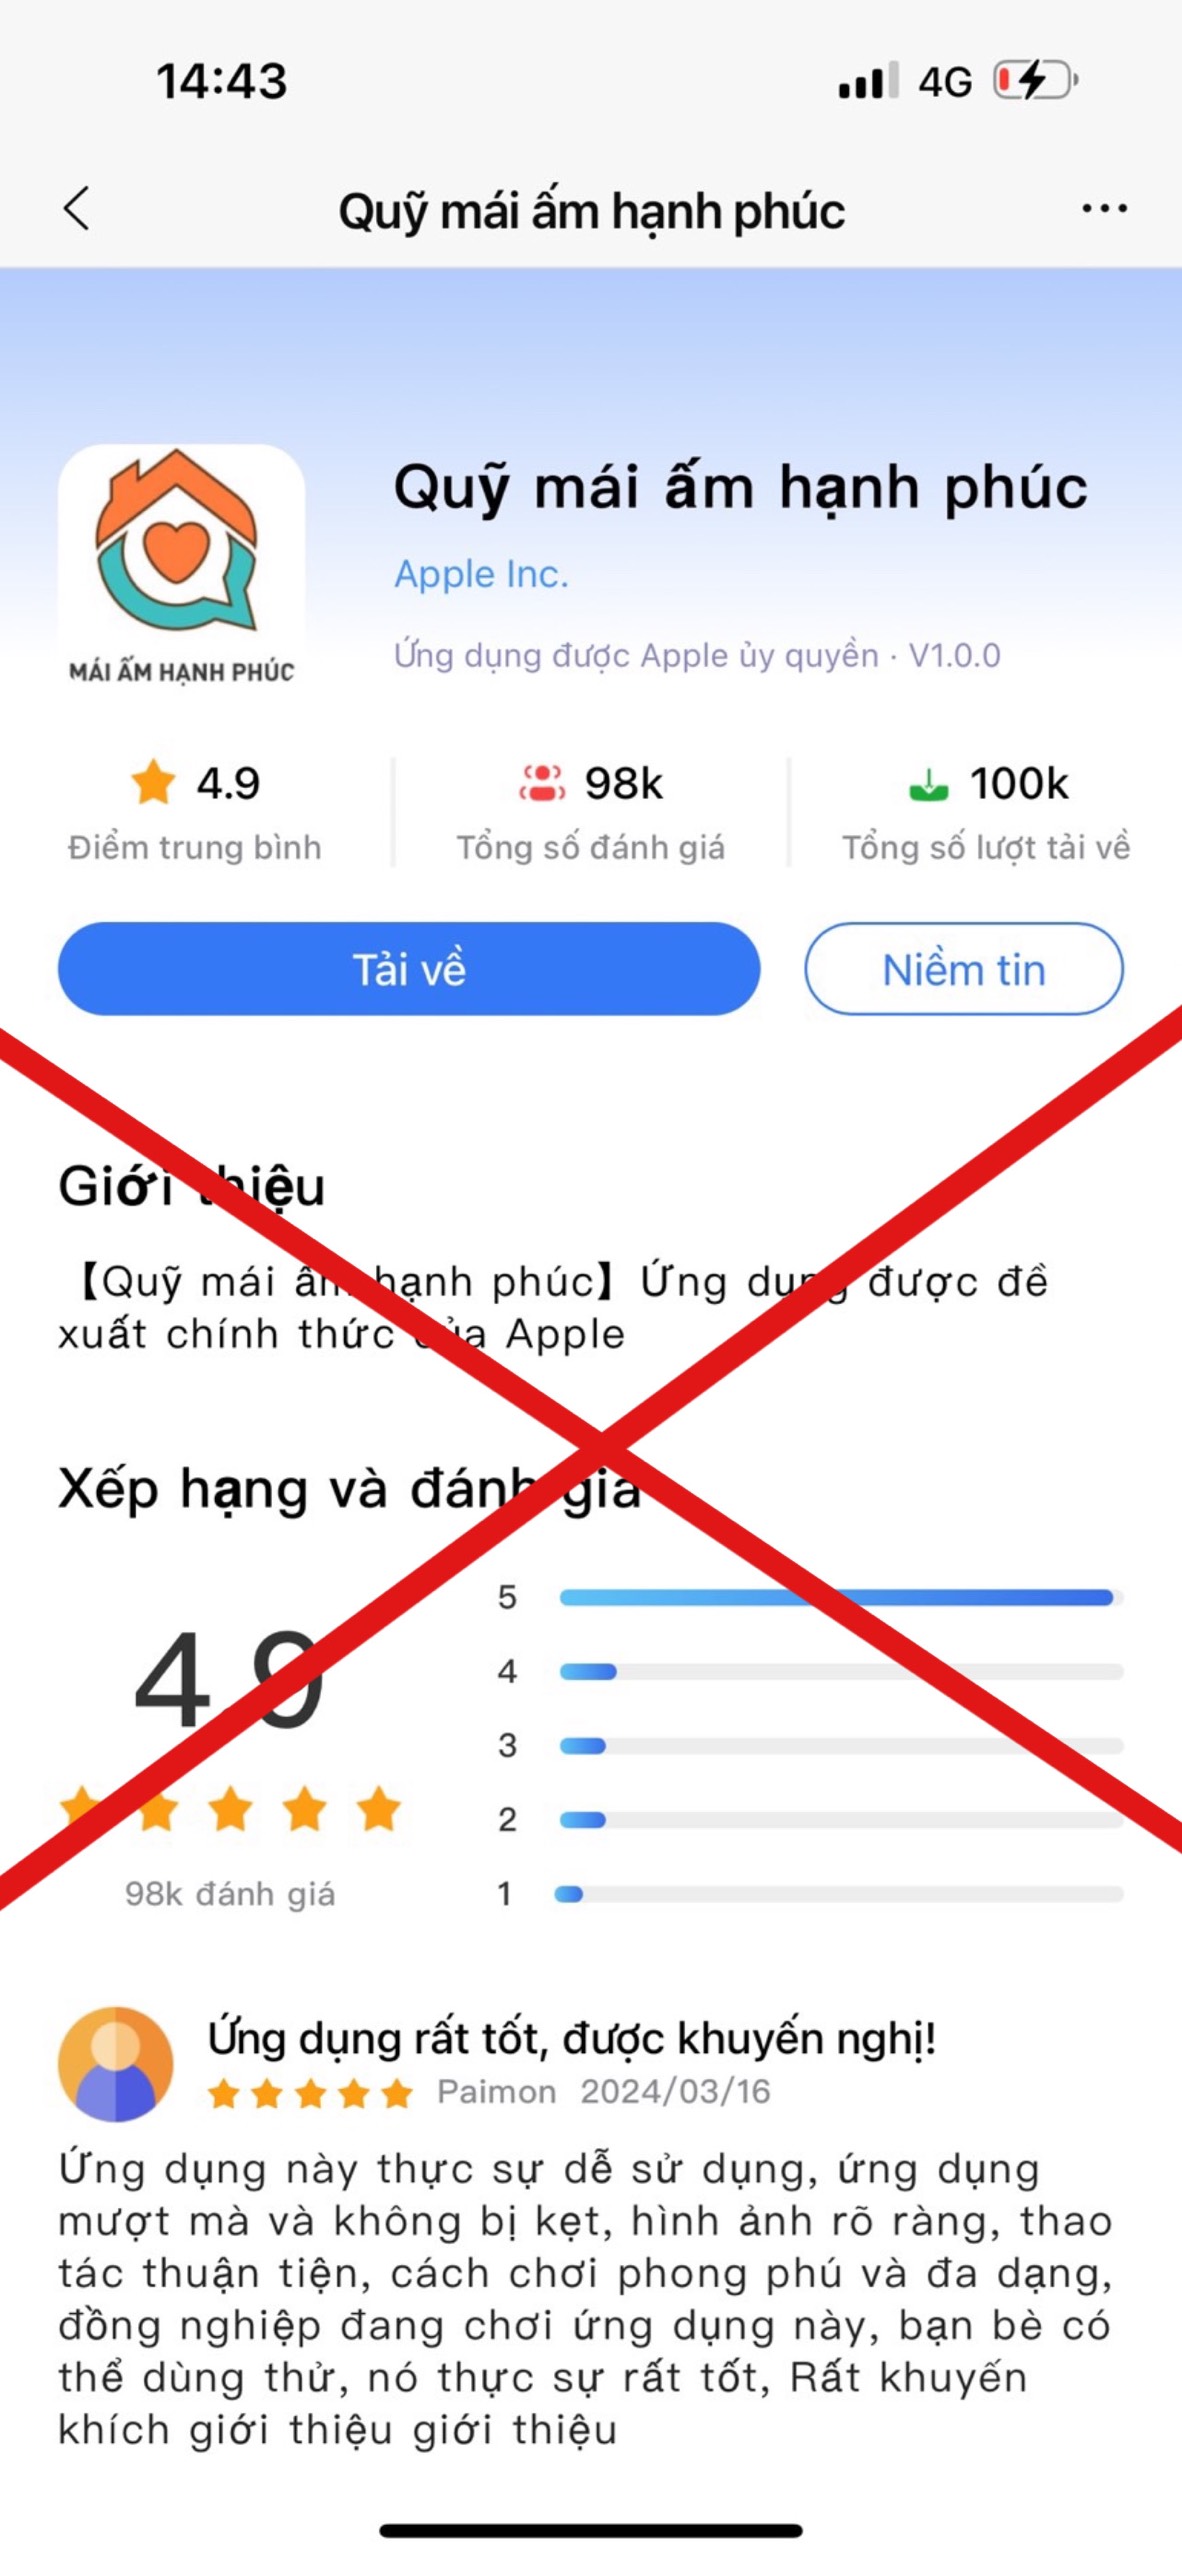 14:43
4G
Quỹ mái ấm hạnh phúc
Quỹ mái ấm hạnh phúc
Apple Inc.
Ứng dụng được Apple ủy quyền · V1.0.0
MÁI ẤM HẠNH PHÚC
4.9
98k
100k
Điểm trung bình
Tổng số đánh giá
Tổng số lượt tải về
Tải về
Niềm tin
Giới thiệu
【Quỹ mái ấm hạnh phúc】Ứng dụng được đề
xuất chính thức của Apple
Xếp hạng và đánh giá
4.9
5
4
3
2
1
98k đánh giá
Ứng dụng rất tốt, được khuyến nghị!
Paimon 2024/03/16
Ứng dụng này thực sự dễ sử dụng, ứng dụng
mượt mà và không bị kẹt, hình ảnh rõ ràng, thao
tác thuận tiện, cách chơi phong phú và đa dạng,
đồng nghiệp đang chơi ứng dụng này, bạn bè có
thể dùng thử, nó thực sự rất tốt, Rất khuyến
khích giới thiệu giới thiệu